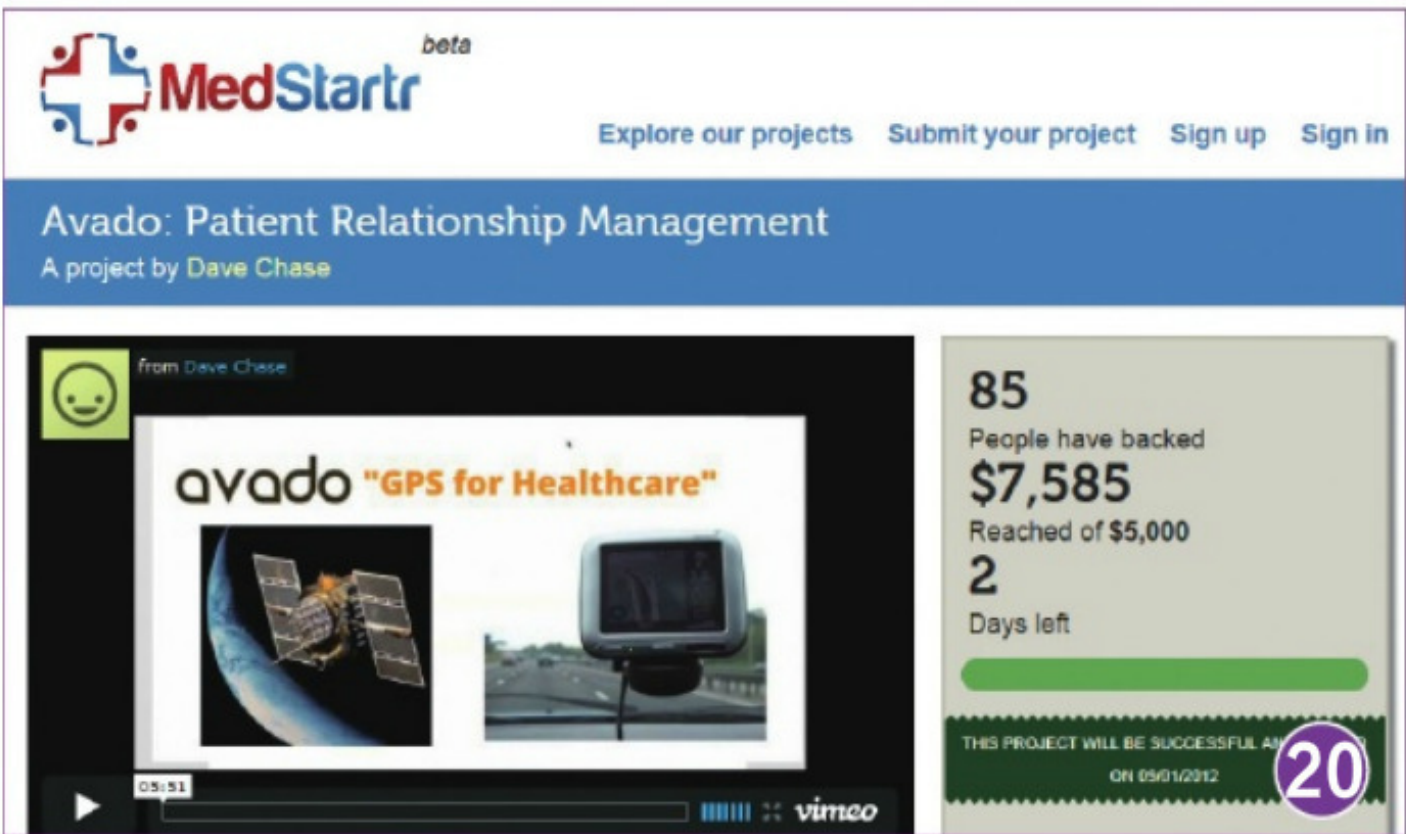 beta
MedStartr
Explore our projects Submit your project Sign up Sign in
Avado: Patient Relationship Management
A project by Dave Chase
from Dave Chase
avado "GPS for Healthcare"
85
People have backed
$7,585
Reached of $5,000
2
Days left
THIS PROJECT WILL BE SUCCESSFUL
ON 09/01/2012
20
05:51
vimeo